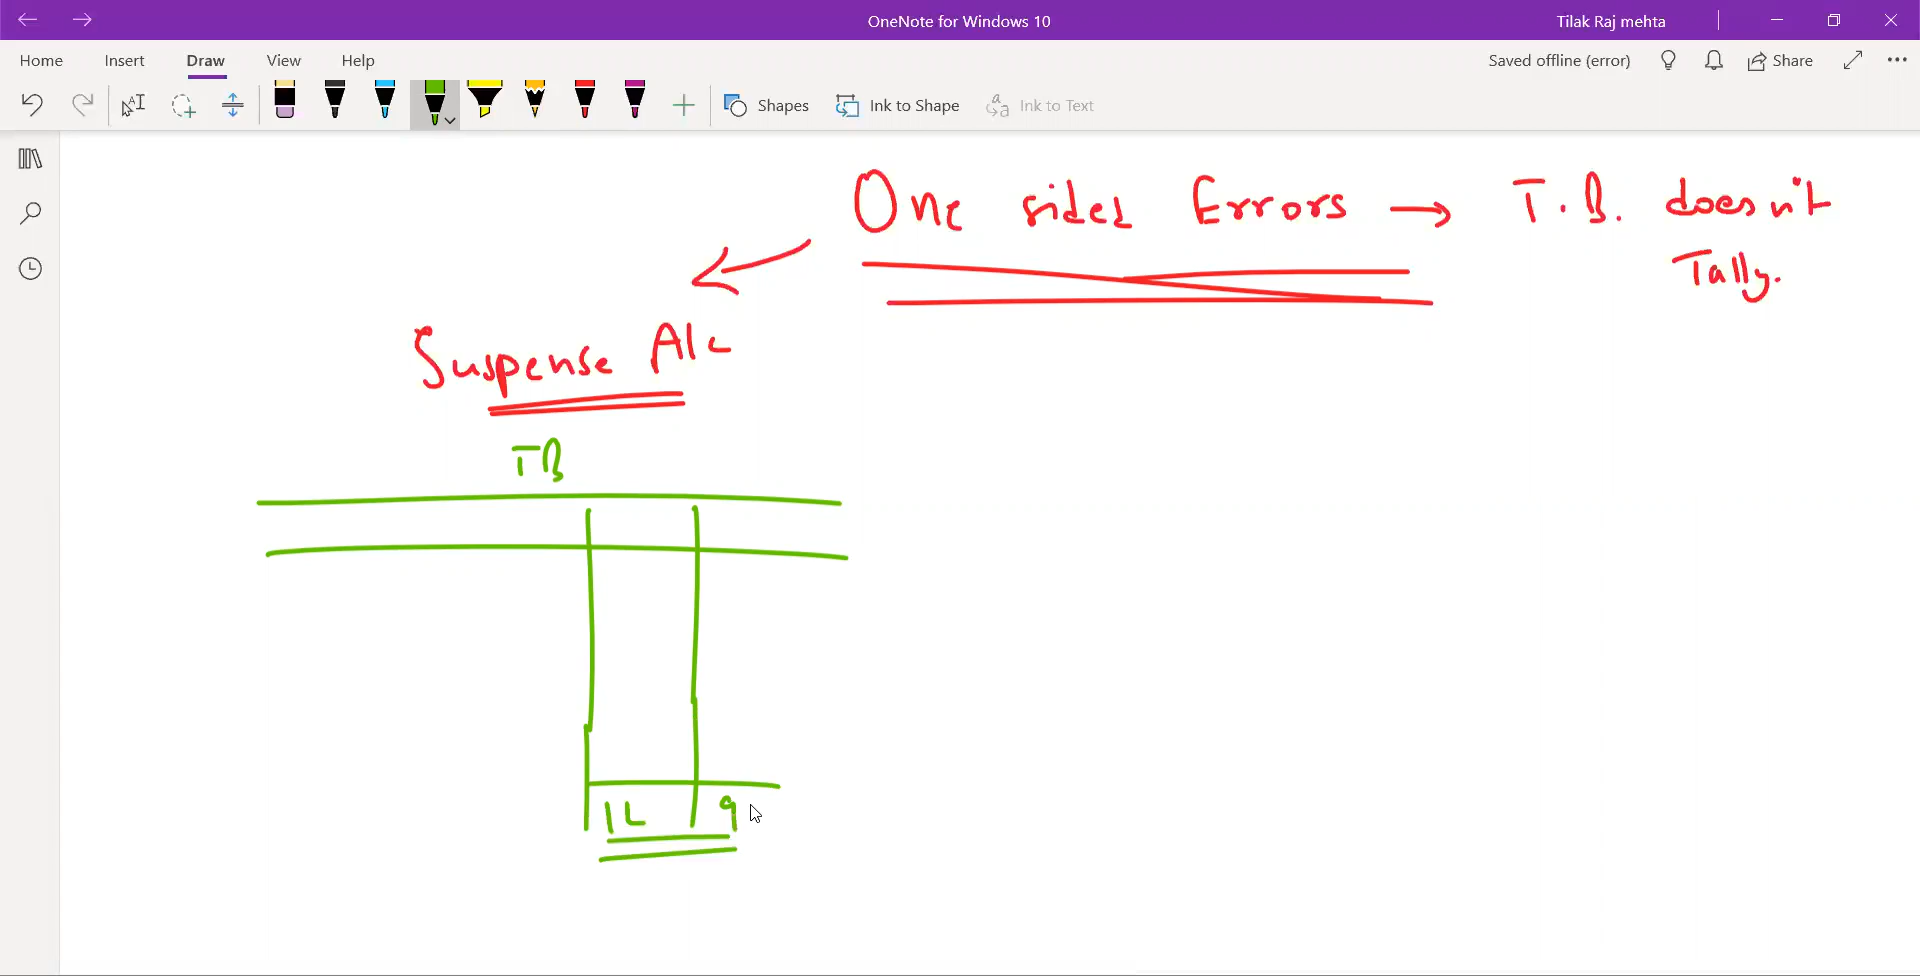 OneNote for Windows 10
Tilak Raj mehta
Home Insert Draw View Help
Saved offline (error) Share
Shapes Ink to Shape Ink to Text
One sided Errors → T.B. doesn't
Tally.
Suspense A/c
TB
1L 9